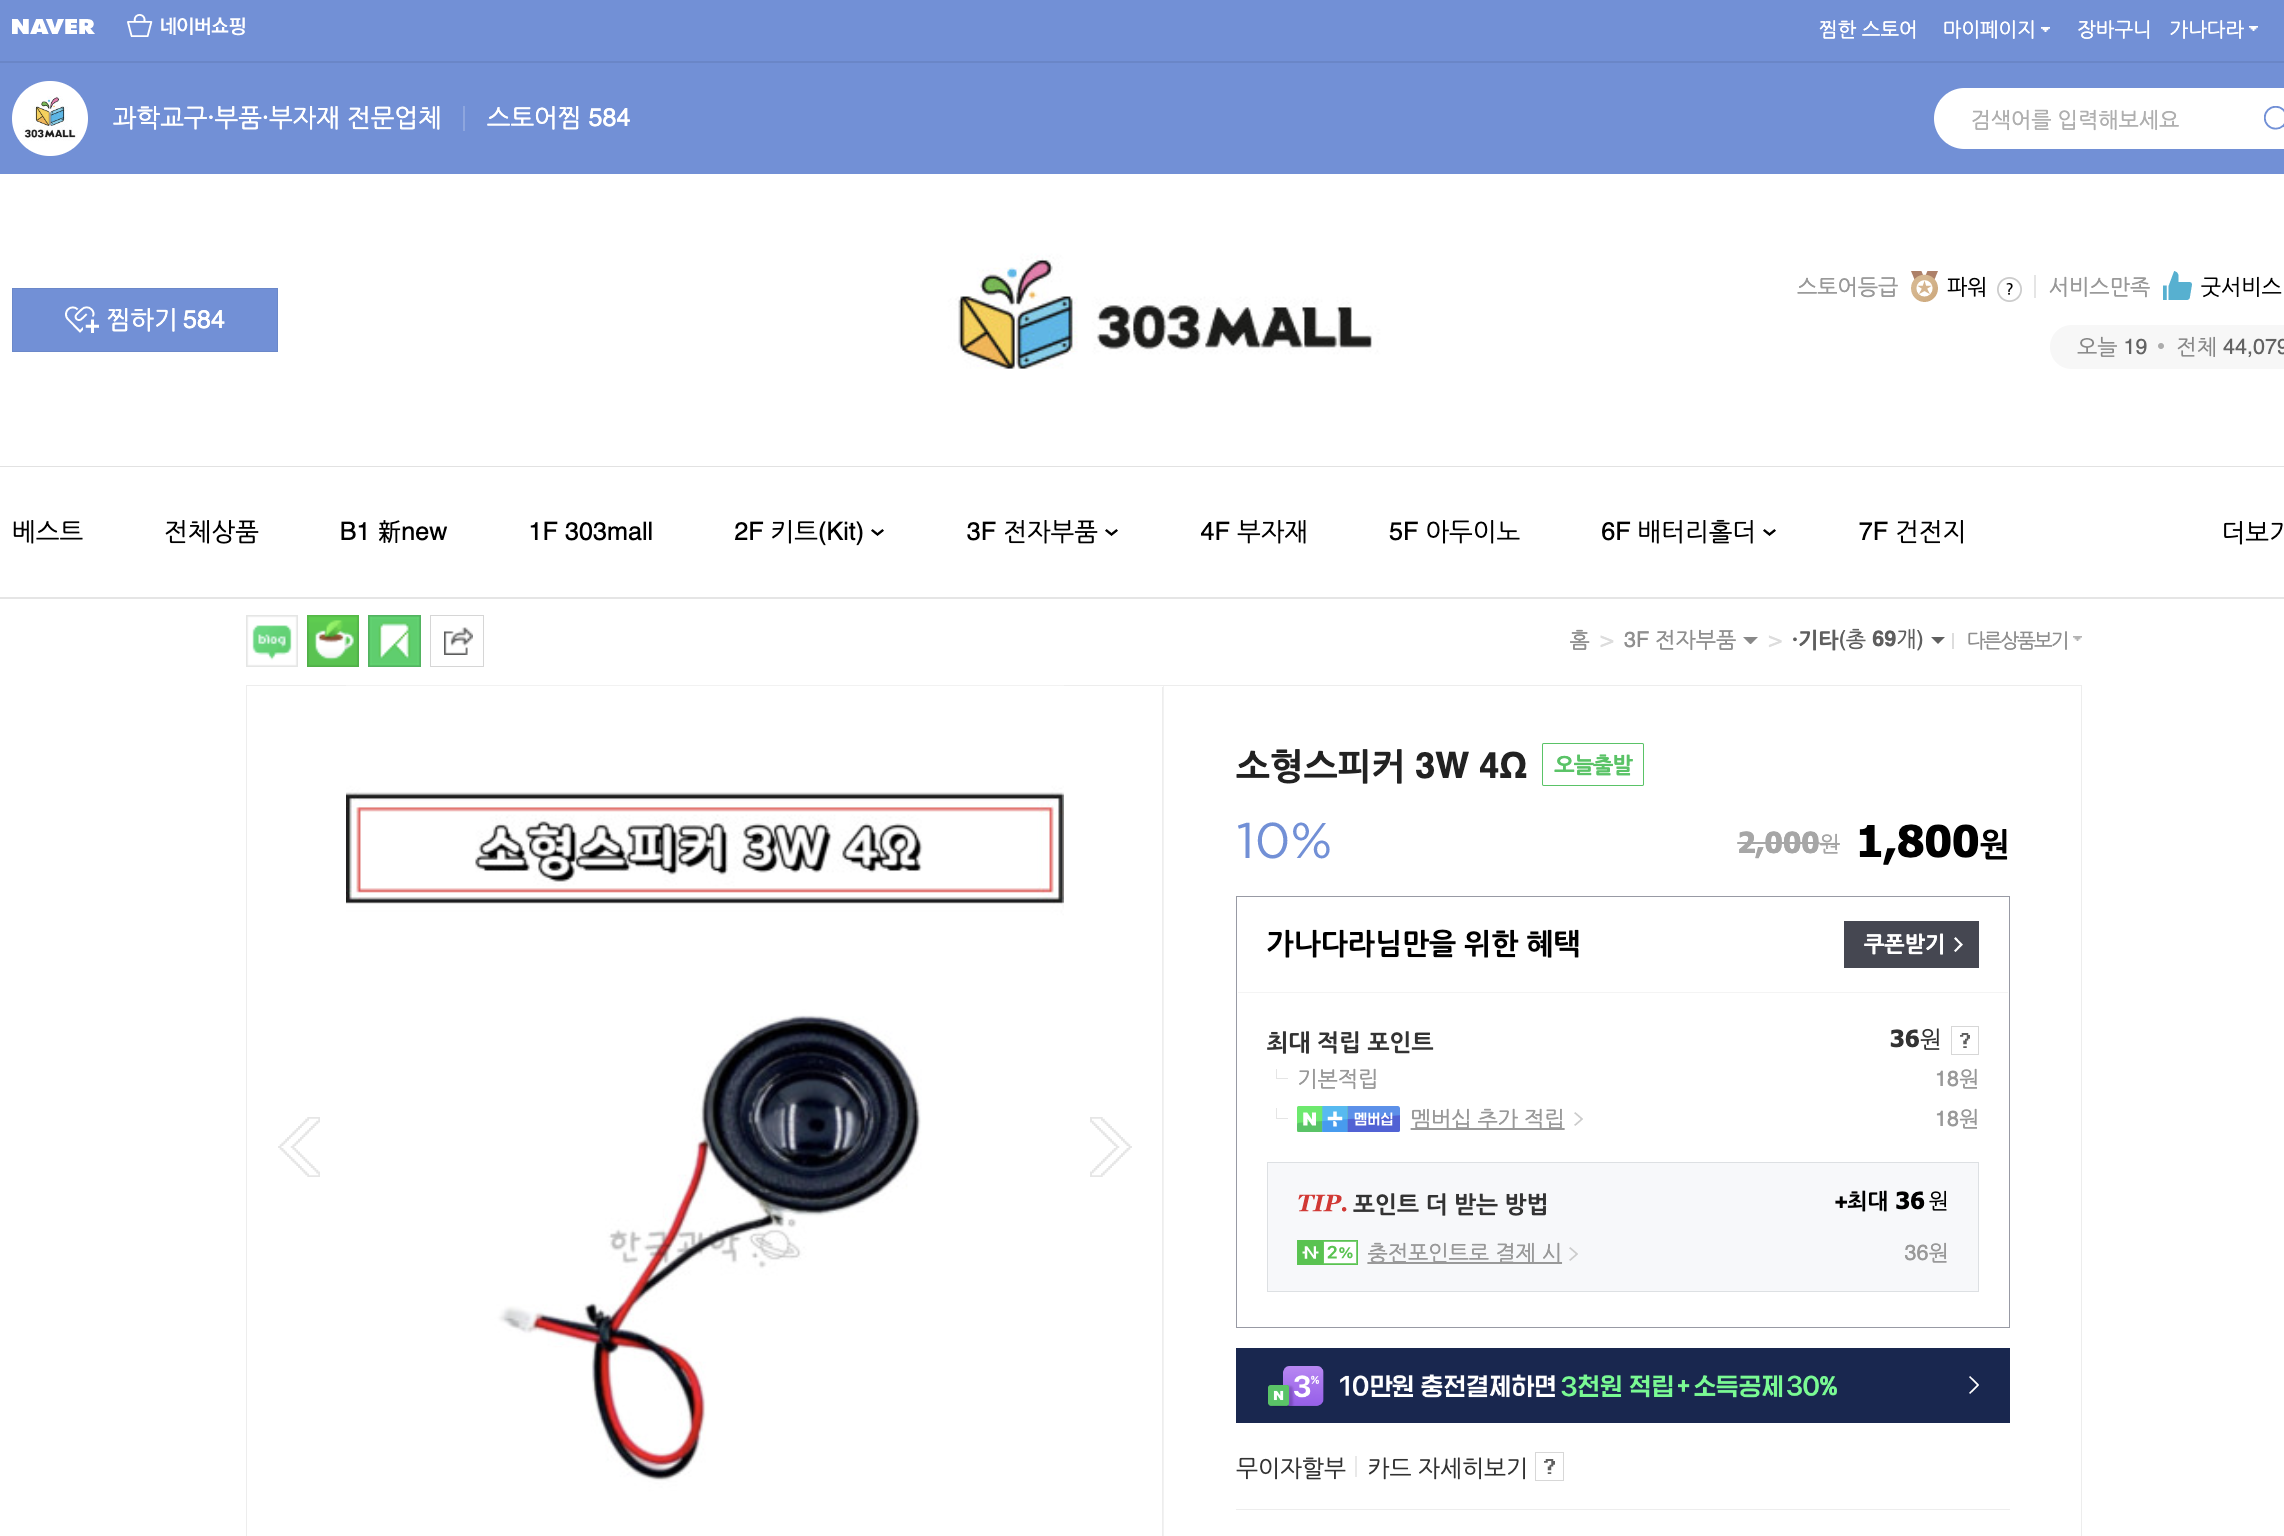 NAVER 네이버쇼핑 찜한 스토어 마이페이지 장바구니 가나다라
303MALL 과학교구·부품·부자재 전문업체 스토어찜 584 검색어를 입력해보세요
찜하기 584
303MALL
스토어등급 파워 ? 서비스만족 굿서비스
오늘 19 • 전체 44,079
베스트 전체상품 B1 新new 1F 303mall 2F 키트(Kit) 3F 전자부품 4F 부자재 5F 아두이노 6F 배터리홀더 7F 건전지 더보기
blog 홈 > 3F 전자부품 > ·기타(총 69개) 다른상품보기
소형스피커 3W 4Ω
한국과학
소형스피커 3W 4Ω 오늘출발
10% 2,000원 1,800원
가나다라님만을 위한 혜택 쿠폰받기 >
최대 적립 포인트 36원 ?
기본적립 18원
N + 멤버십 멤버십 추가 적립 > 18원
TIP. 포인트 더 받는 방법 +최대 36 원
N 2% 충전포인트로 결제 시 > 36원
N 3% 10만원 충전결제하면 3천원 적립+소득공제30% >
무이자할부 카드 자세히보기 ?